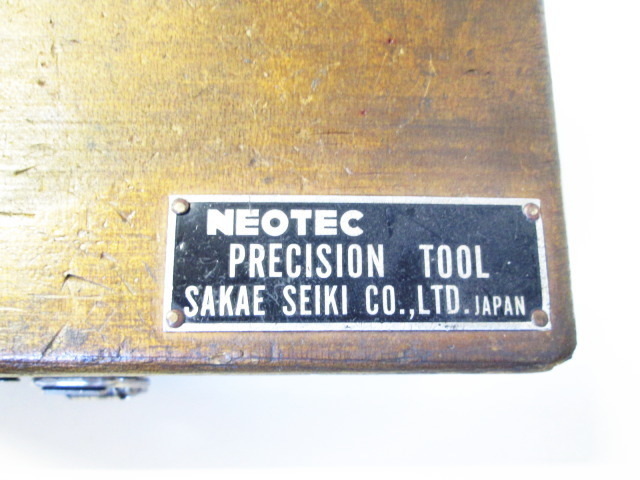 NEOTEC
PRECISION TOOL
SAKAE SEIKI CO.,LTD. JAPAN